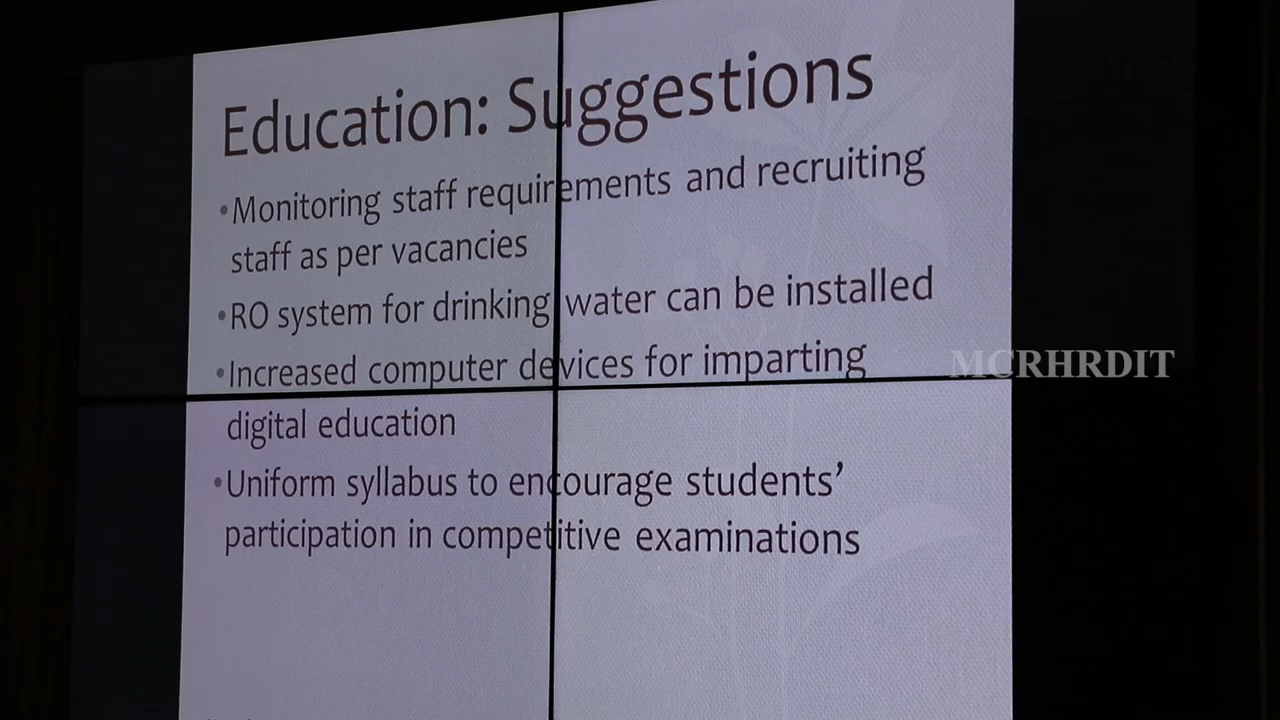 Education: Suggestions
•Monitoring staff requirements and recruiting
staff as per vacancies
•RO system for drinking water can be installed
•Increased computer devices for imparting
MCRHRDIT
digital education
•Uniform syllabus to encourage students’
participation in competitive examinations